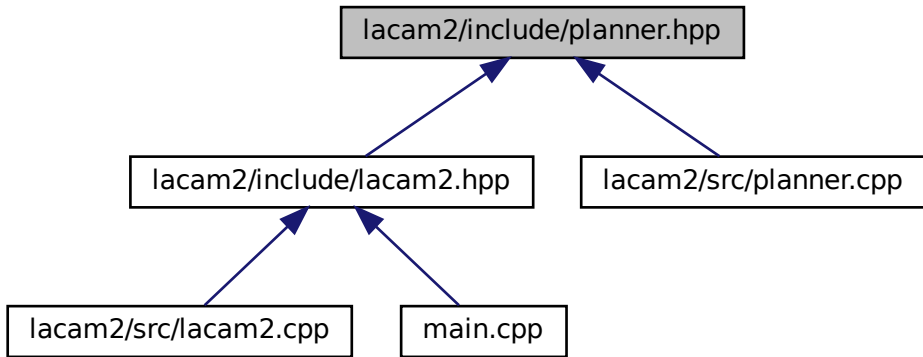 lacam2/include/planner.hpp
lacam2/include/lacam2.hpp
lacam2/src/planner.cpp
lacam2/src/lacam2.cpp
main.cpp